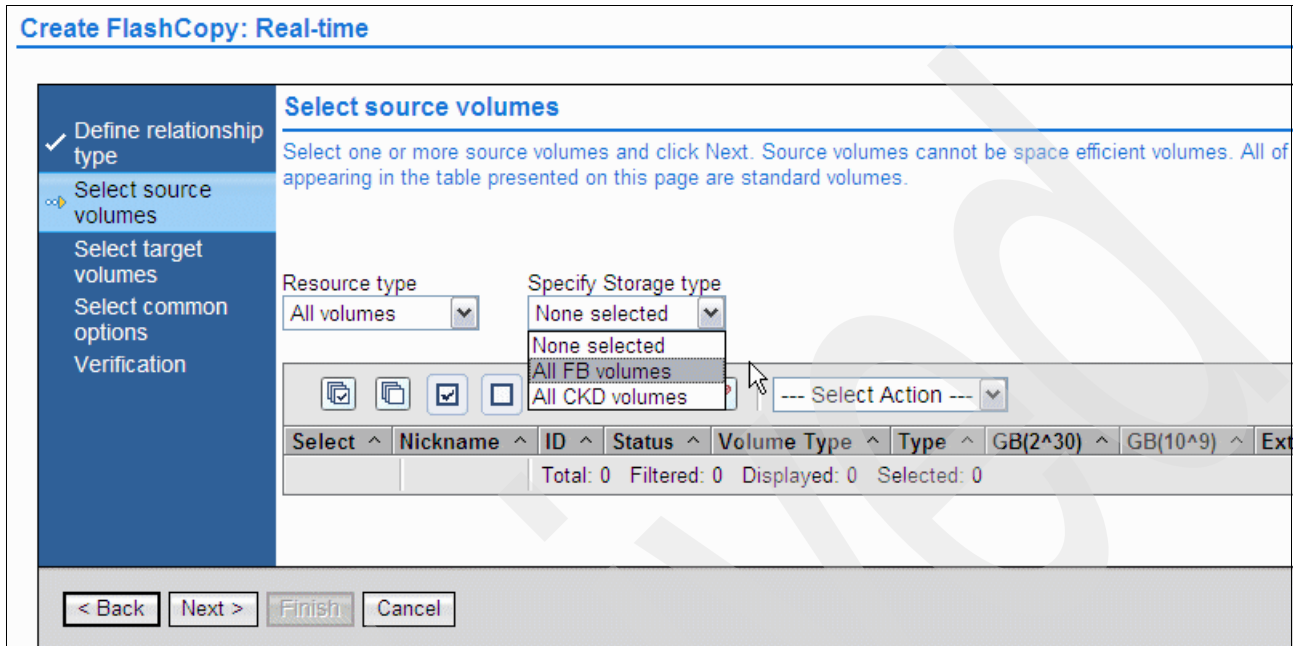 Create FlashCopy: Real-time
Define relationship
type
Select source
volumes
Select target
volumes
Select common
options
Verification
Select source volumes
Select one or more source volumes and click Next. Source volumes cannot be space efficient volumes. All of
appearing in the table presented on this page are standard volumes.
Resource type
All volumes
Specify Storage type
None selected
None selected
All FB volumes
All CKD volumes
--- Select Action ---
Select ^ Nickname ^ ID ^ Status ^ Volume Type ^ Type ^ GB(2^30) ^ GB(10^9) ^ Ext
Total: 0 Filtered: 0 Displayed: 0 Selected: 0
< Back Next > Finish Cancel